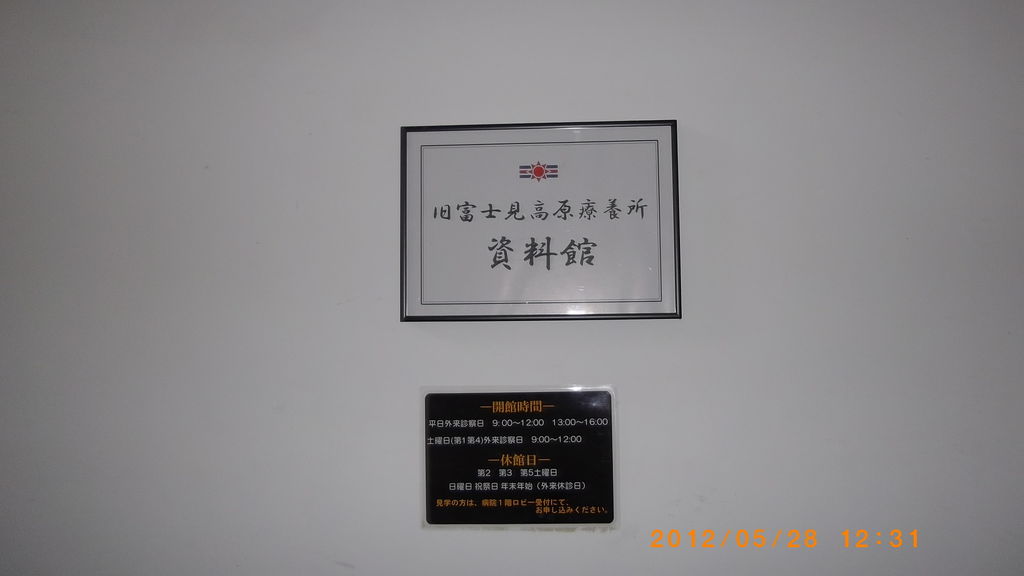 旧富士見高原療養所
資料館
―開館時間―
平日外来診察日 9:00～12:00 13:00～16:00
土曜日(第1第4)外来診察日 9:00～12:00
―休館日―
第2 第3 第5土曜日
日曜日 祝祭日 年末年始（外来休診日）
見学の方は、病院1階ロビー受付にて、
お申し込みください。
2012/05/28 12:31